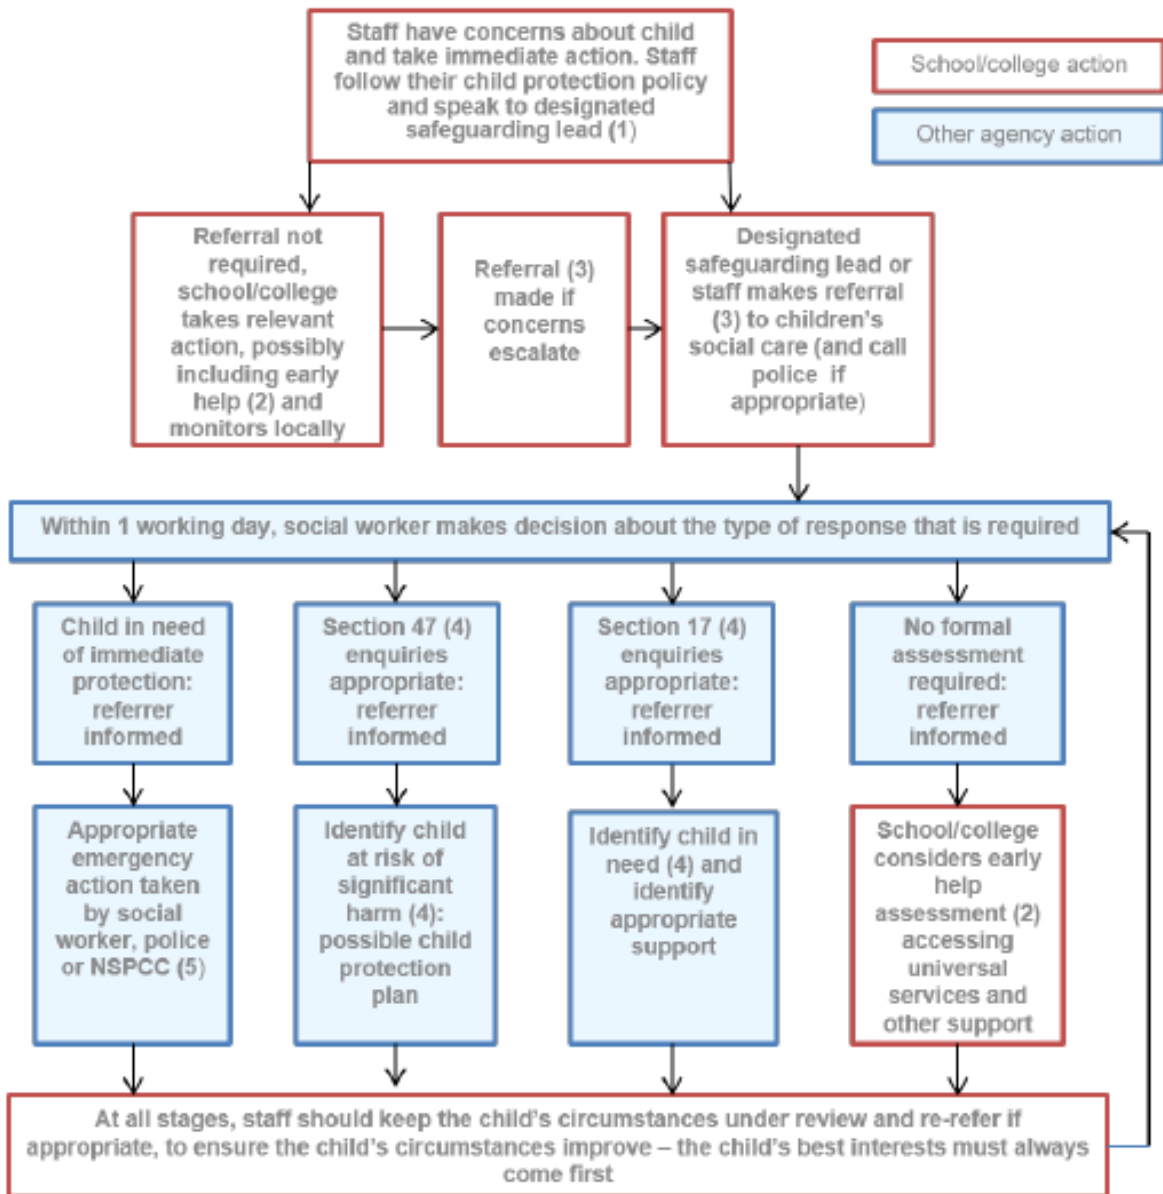 Staff have concerns about child
and take immediate action. Staff
follow their child protection policy
and speak to designated
safeguarding lead (1)
School/college action
Other agency action
Referral not
required,
school/college
takes relevant
action, possibly
including early
help (2) and
monitors locally
Referral (3)
made if
concerns
escalate
Designated
safeguarding lead or
staff makes referral
(3) to children's
social care (and call
police if
appropriate)
Within 1 working day, social worker makes decision about the type of response that is required
Child in need
of immediate
protection:
referrer
informed
Section 47 (4)
enquiries
appropriate:
referrer
informed
Section 17 (4)
enquiries
appropriate:
referrer
informed
No formal
assessment
required:
referrer
informed
Appropriate
emergency
action taken
by social
worker, police
or NSPCC (5)
Identify child
at risk of
significant
harm (4):
possible child
protection
plan
Identify child in
need (4) and
identify
appropriate
support
School/college
considers early
help
assessment (2)
accessing
universal
services and
other support
At all stages, staff should keep the child's circumstances under review and re-refer if
appropriate, to ensure the child's circumstances improve – the child's best interests must always
come first